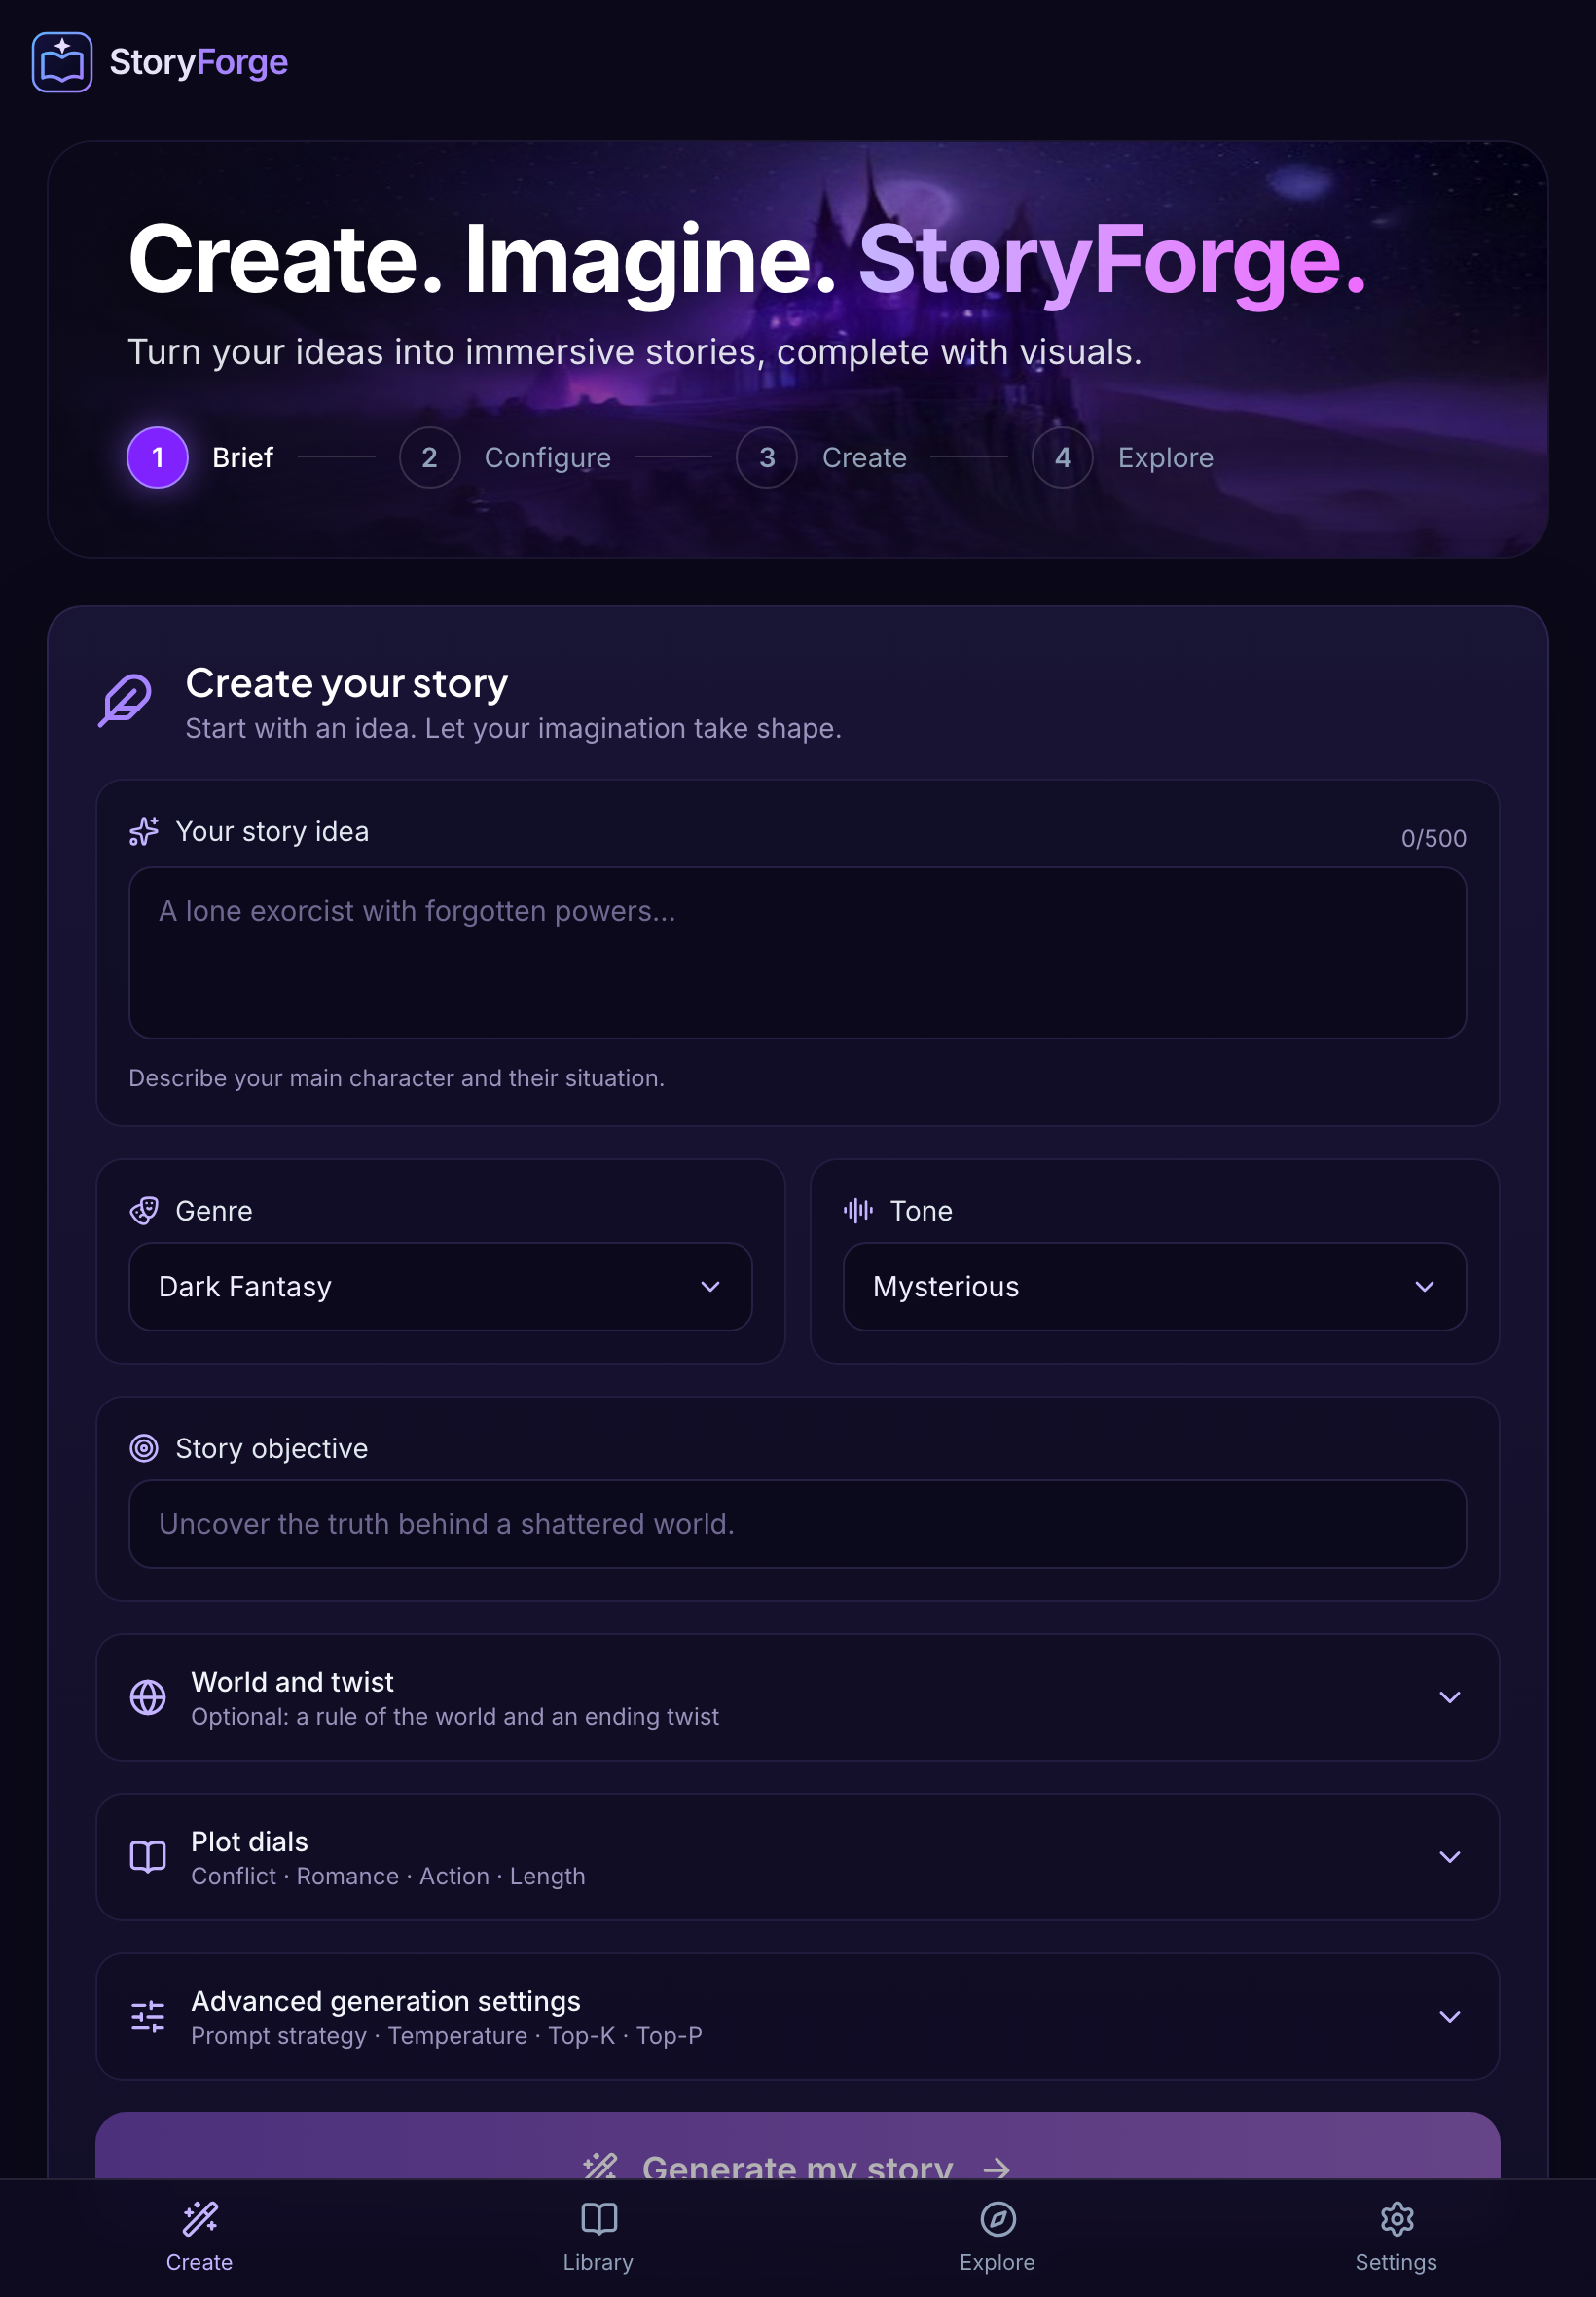 StoryForge
Create. Imagine. StoryForge.
Turn your ideas into immersive stories, complete with visuals.
1 Brief 2 Configure 3 Create 4 Explore
Create your story
Start with an idea. Let your imagination take shape.
Your story idea 0/500
A lone exorcist with forgotten powers...
Describe your main character and their situation.
Genre Tone
Dark Fantasy Mysterious
Story objective
Uncover the truth behind a shattered world.
World and twist
Optional: a rule of the world and an ending twist
Plot dials
Conflict · Romance · Action · Length
Advanced generation settings
Prompt strategy · Temperature · Top-K · Top-P
Generate my story
Create Library Explore Settings